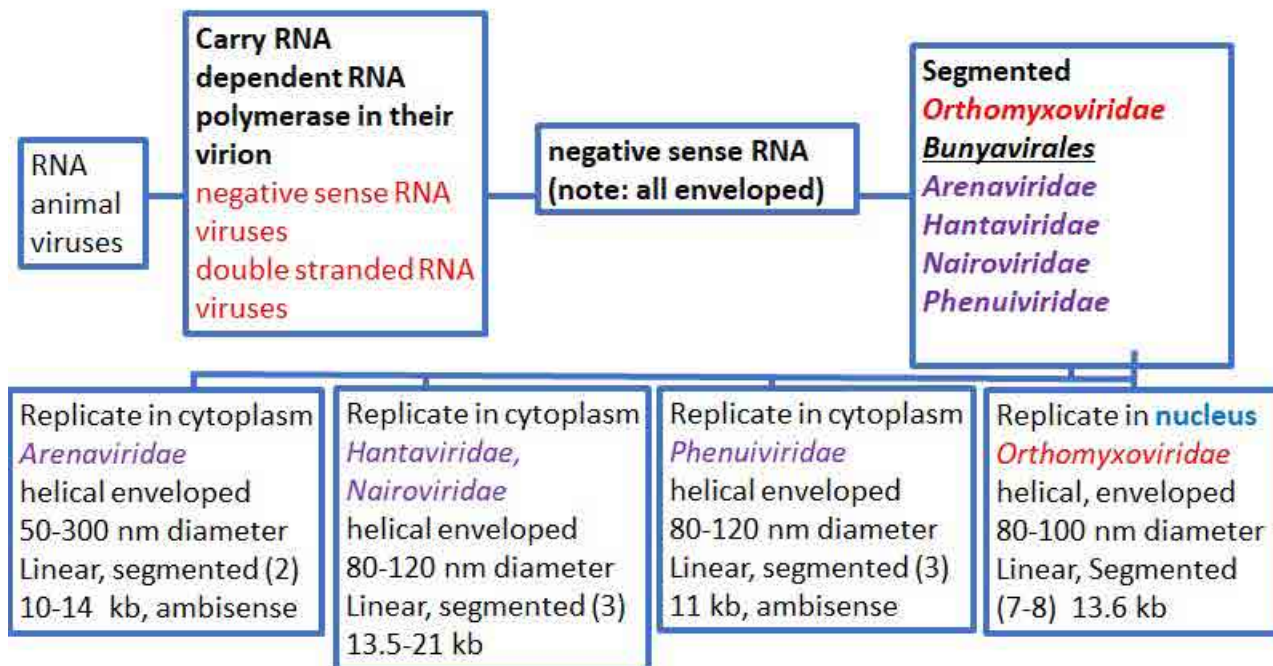 RNA
animal
viruses
Carry RNA
dependent RNA
polymerase in their
virion
negative sense RNA
viruses
double stranded RNA
viruses
negative sense RNA
(note: all enveloped)
Segmented
Orthomyxoviridae
Bunyavirales
Arenaviridae
Hantaviridae
Nairoviridae
Phenuiviridae
Replicate in cytoplasm
Arenaviridae
helical enveloped
50-300 nm diameter
Linear, segmented (2)
10-14 kb, ambisense
Replicate in cytoplasm
Hantaviridae,
Nairoviridae
helical enveloped
80-120 nm diameter
Linear, segmented (3)
13.5-21 kb
Replicate in cytoplasm
Phenuiviridae
helical enveloped
80-120 nm diameter
Linear, segmented (3)
11 kb, ambisense
Replicate in nucleus
Orthomyxoviridae
helical, enveloped
80-100 nm diameter
Linear, Segmented
(7-8) 13.6 kb